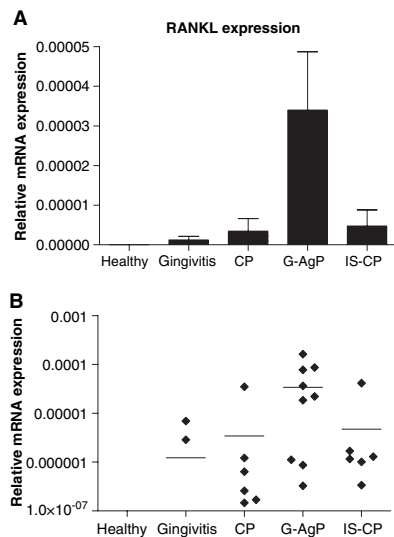 A
RANKL expression
Relative mRNA expression
0.00005
0.00004
0.00003
0.00002
0.00001
0.00000
Healthy Gingivitis CP G-AgP IS-CP
B
Relative mRNA expression
0.001
0.0001
0.00001
0.000001
1.0×10⁻⁰⁷
Healthy Gingivitis CP G-AgP IS-CP